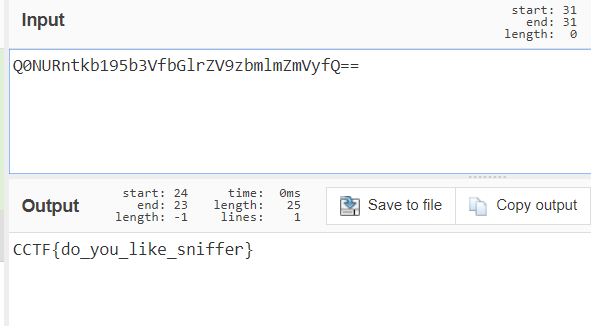 Input
start: 31
end: 31
length: 0
Q0NURntkb195b3VfbGlrZV9zbmlmZmVyfQ==
Output
start: 24
end: 23
length: -1
time: 0ms
length: 25
lines: 1
Save to file
Copy output
CCTF{do_you_like_sniffer}